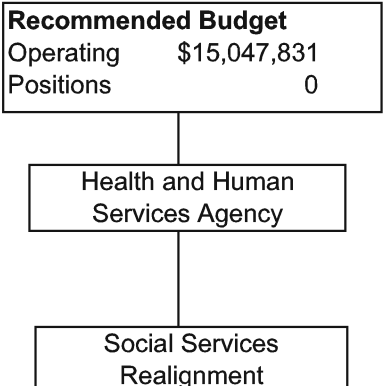 Recommended Budget
Operating $15,047,831
Positions 0
Health and Human
Services Agency
Social Services
Realignment